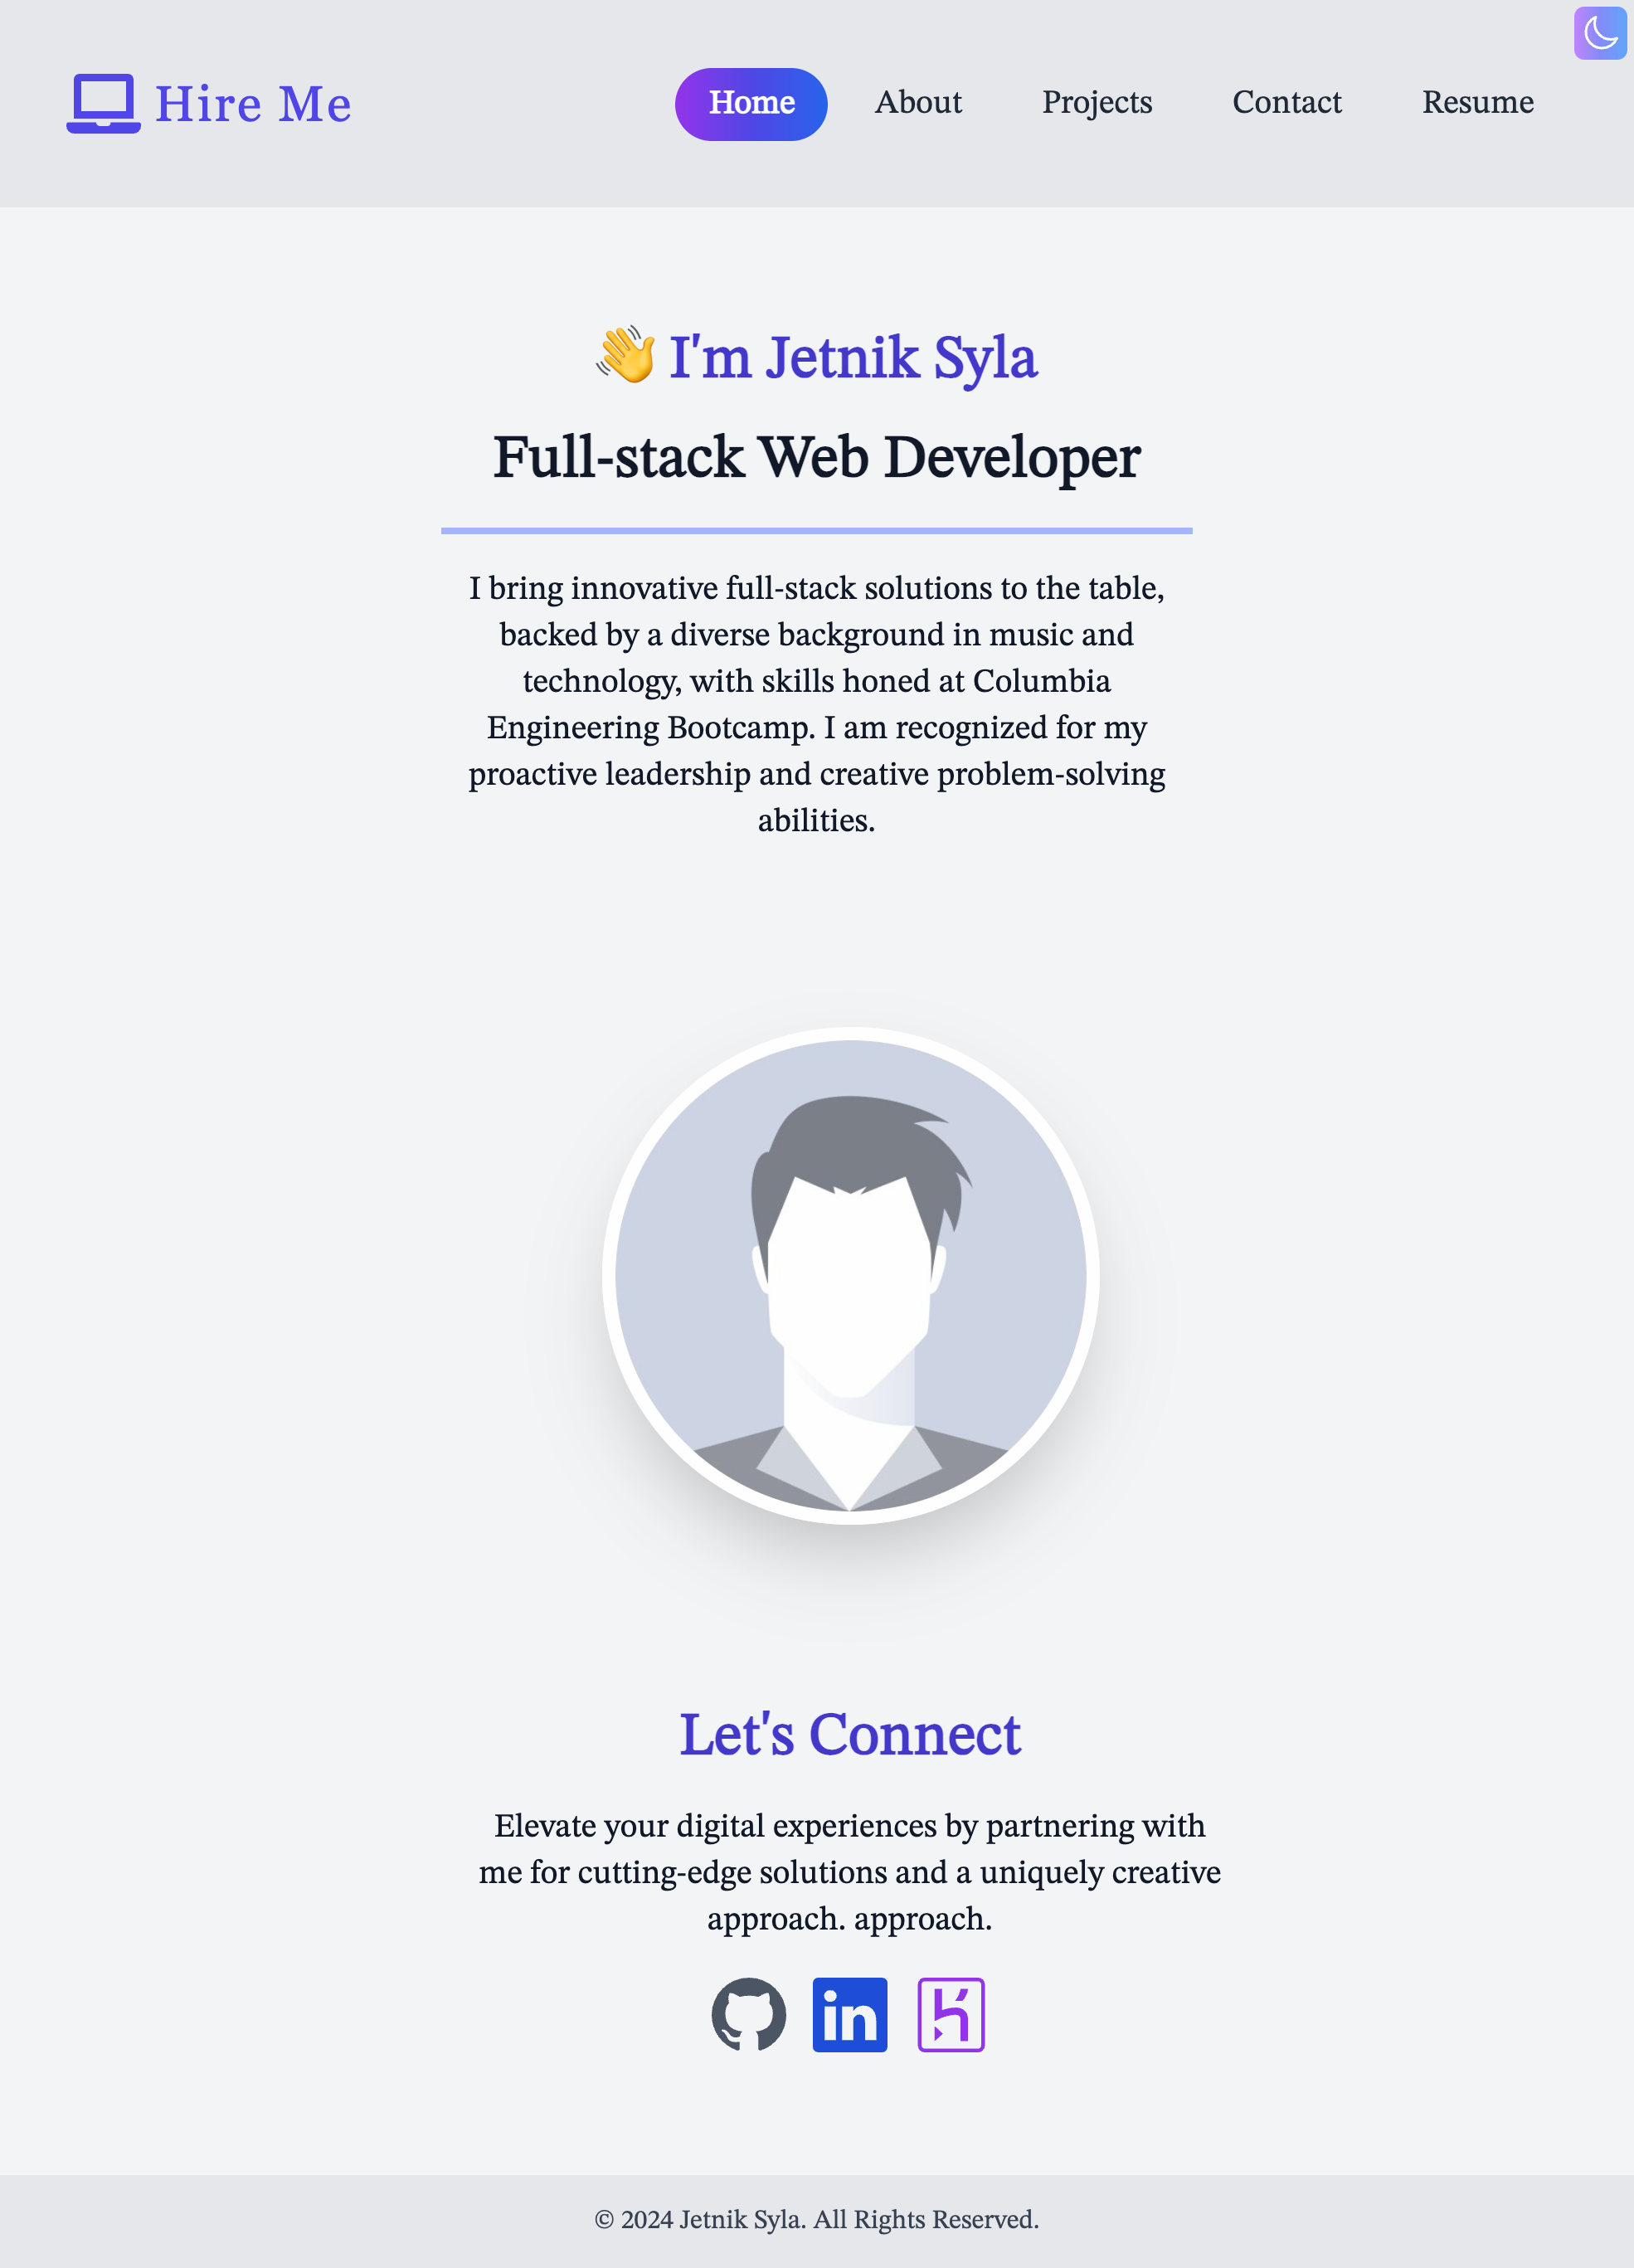 Hire Me
Home
About
Projects
Contact
Resume
👋 I'm Jetnik Syla
Full-stack Web Developer
I bring innovative full-stack solutions to the table,
backed by a diverse background in music and
technology, with skills honed at Columbia
Engineering Bootcamp. I am recognized for my
proactive leadership and creative problem-solving
abilities.
Let's Connect
Elevate your digital experiences by partnering with
me for cutting-edge solutions and a uniquely creative
approach. approach.
in
© 2024 Jetnik Syla. All Rights Reserved.